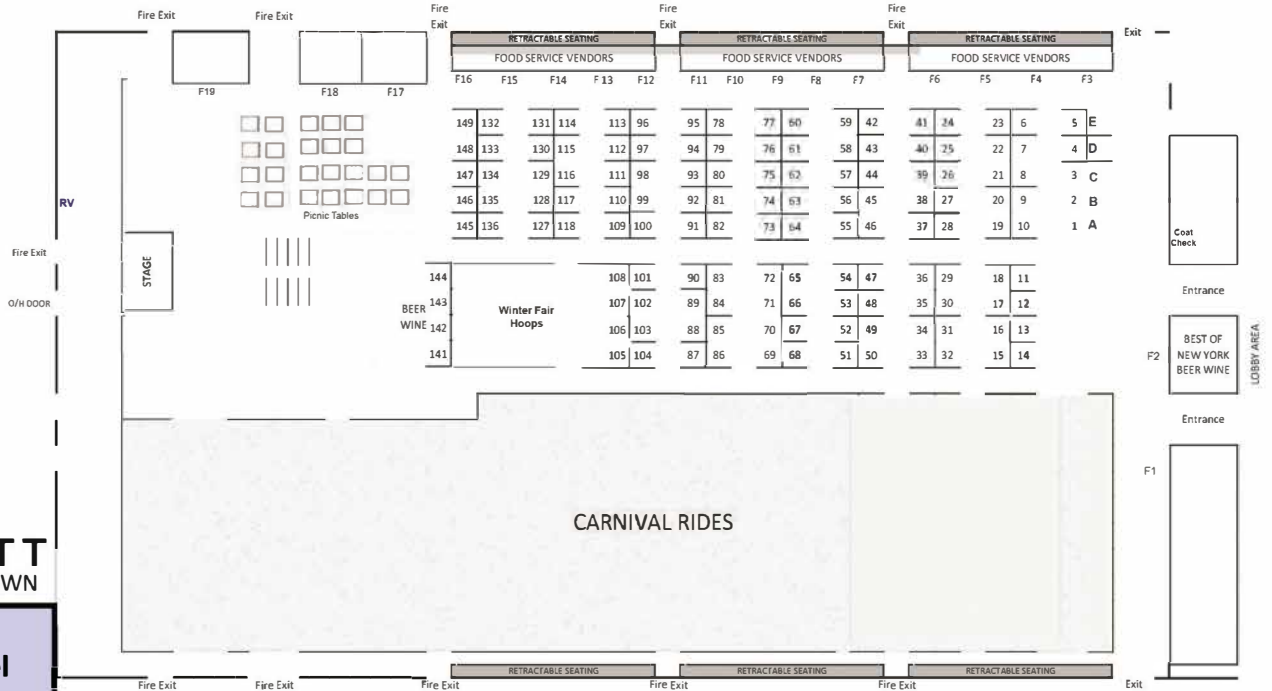 Fire Exit
Fire Exit
Fire
Exit
Fire
Exit
Fire
Exit
Exit
RETRACTABLE SEATING
RETRACTABLE SEATING
RETRACTABLE SEATING
FOOD SERVICE VENDORS
FOOD SERVICE VENDORS
FOOD SERVICE VENDORS
F19
F18
F17
F16 F15 F14 F 13 F12 F11 F10 F9 F8 F7 F6 F5 F4 F3
149 132 131 114 113 96 95 78 77 60 59 42 41 24 23 6 5 E
148 133 130 115 112 97 94 79 76 61 58 43 40 25 22 7 4 D
147 134 129 116 111 98 93 80 75 62 57 44 39 26 21 8 3 C
146 135 128 117 110 99 92 81 74 63 56 45 38 27 20 9 2 B
145 136 127 118 109 100 91 82 73 64 55 46 37 28 19 10 1 A
Picnic Tables
RV
Fire Exit
O/H DOOR
STAGE
144 108 101 90 83 72 65 54 47 36 29 18 11
143 107 102 89 84 71 66 53 48 35 30 17 12
142 106 103 88 85 70 67 52 49 34 31 16 13
141 105 104 87 86 69 68 51 50 33 32 15 14
BEER
WINE
Winter Fair
Hoops
Coat
Check
Entrance
F2
BEST OF
NEW YORK
BEER WINE
LOBBY AREA
Entrance
F1
CARNIVAL RIDES
T T
WN
RETRACTABLE SEATING
RETRACTABLE SEATING
RETRACTABLE SEATING
Fire Exit
Fire Exit
Fire Exit
Fire Exit
Fire Exit
Exit